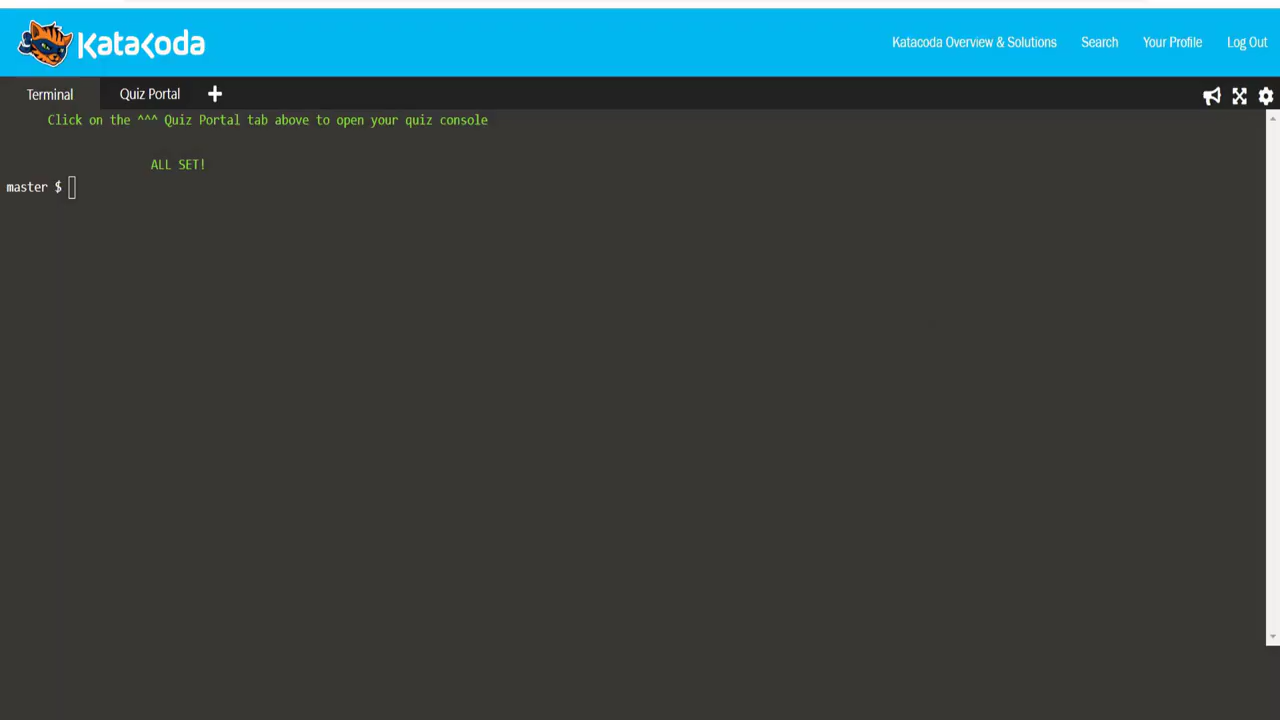 Katacoda
Katacoda Overview & Solutions
Search
Your Profile
Log Out
Terminal
Quiz Portal
Click on the ^^^ Quiz Portal tab above to open your quiz console
ALL SET!
master $